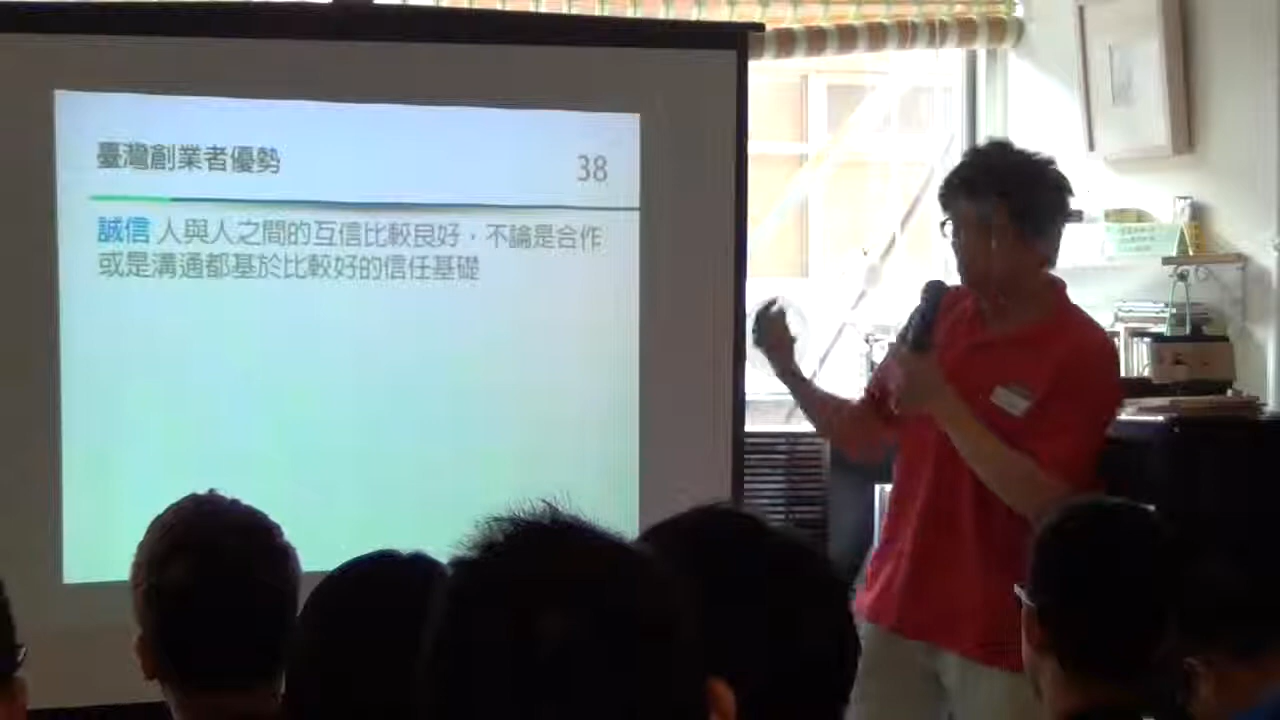 臺灣創業者優勢
38
誠信 人與人之間的互信比較良好，不論是合作
或是溝通都基於比較好的信任基礎